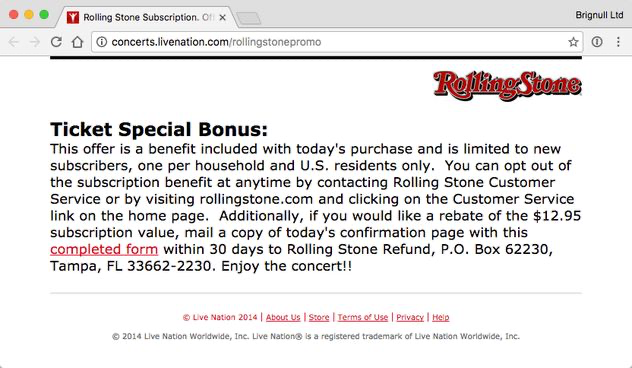 Rolling Stone Subscription. Of
Brignull Ltd
concerts.livenation.com/rollingstonepromo
RollingStone
Ticket Special Bonus:
This offer is a benefit included with today's purchase and is limited to new
subscribers, one per household and U.S. residents only.  You can opt out of
the subscription benefit at anytime by contacting Rolling Stone Customer
Service or by visiting rollingstone.com and clicking on the Customer Service
link on the home page.  Additionally, if you would like a rebate of the $12.95
subscription value, mail a copy of today's confirmation page with this
completed form within 30 days to Rolling Stone Refund, P.O. Box 62230,
Tampa, FL 33662-2230. Enjoy the concert!!
© Live Nation 2014 | About Us | Store | Terms of Use | Privacy | Help
© 2014 Live Nation Worldwide, Inc. Live Nation® is a registered trademark of Live Nation Worldwide, Inc.